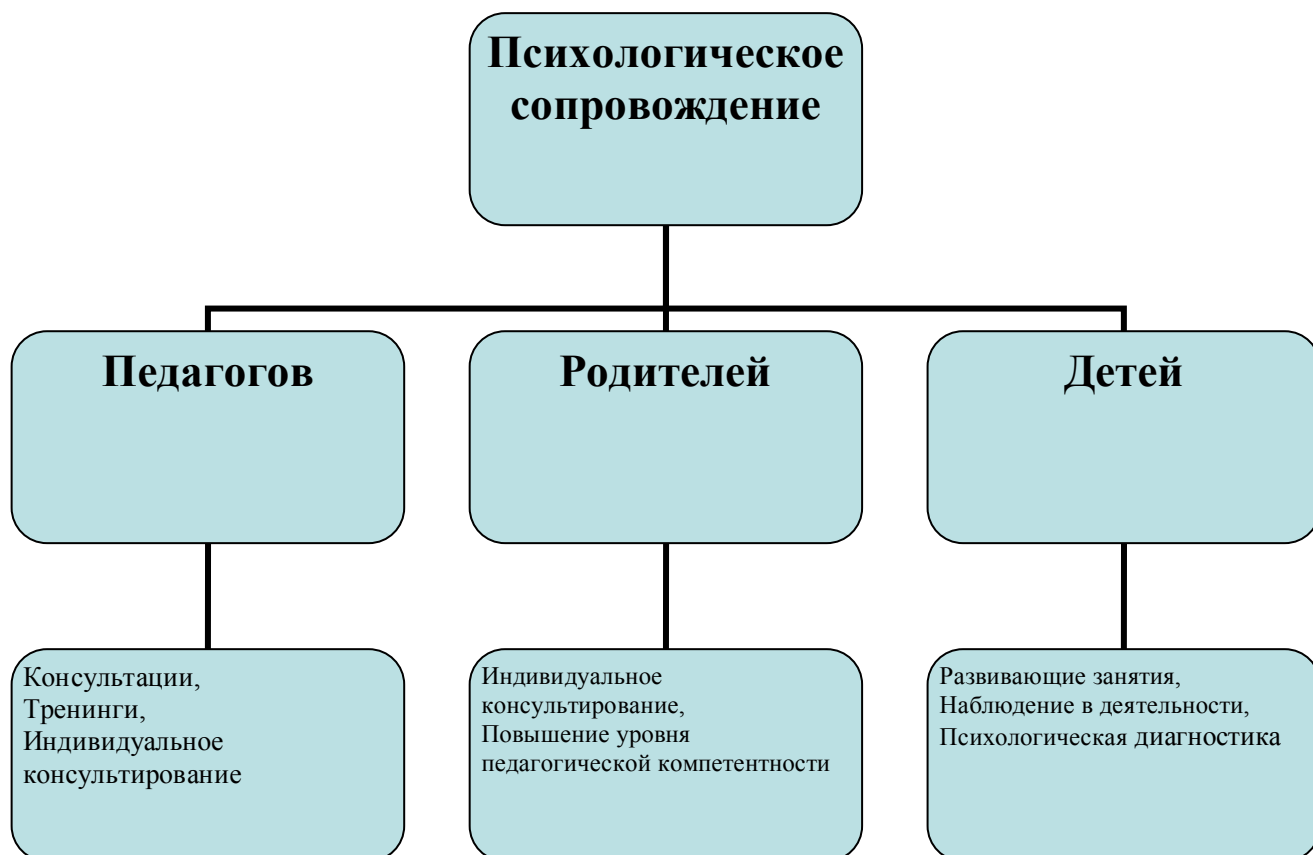 Психологическое
сопровождение
Педагогов
Родителей
Детей
Консультации,
Тренинги,
Индивидуальное
консультирование
Индивидуальное
консультирование,
Повышение уровня
педагогической компетентности
Развивающие занятия,
Наблюдение в деятельности,
Психологическая диагностика